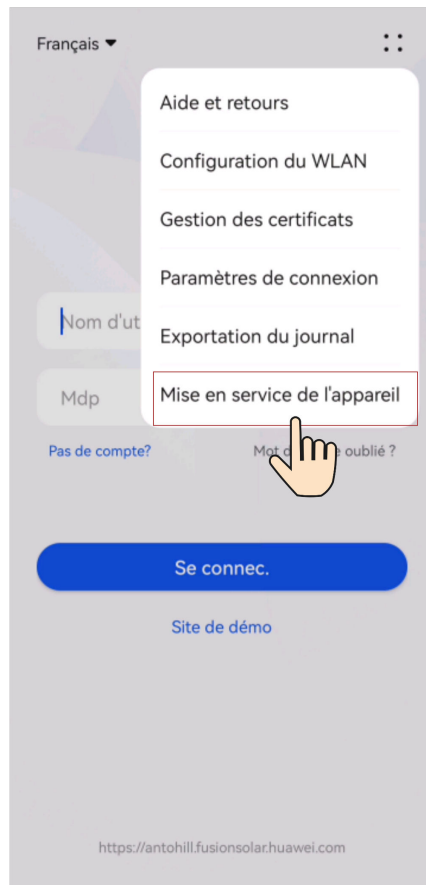 Français
Aide et retours
Configuration du WLAN
Gestion des certificats
Paramètres de connexion
Nom d'ut
Exportation du journal
Mdp
Mise en service de l'appareil
Pas de compte?
oublié ?
Se connec.
Site de démo
https://antohill.fusionsolar.huawei.com